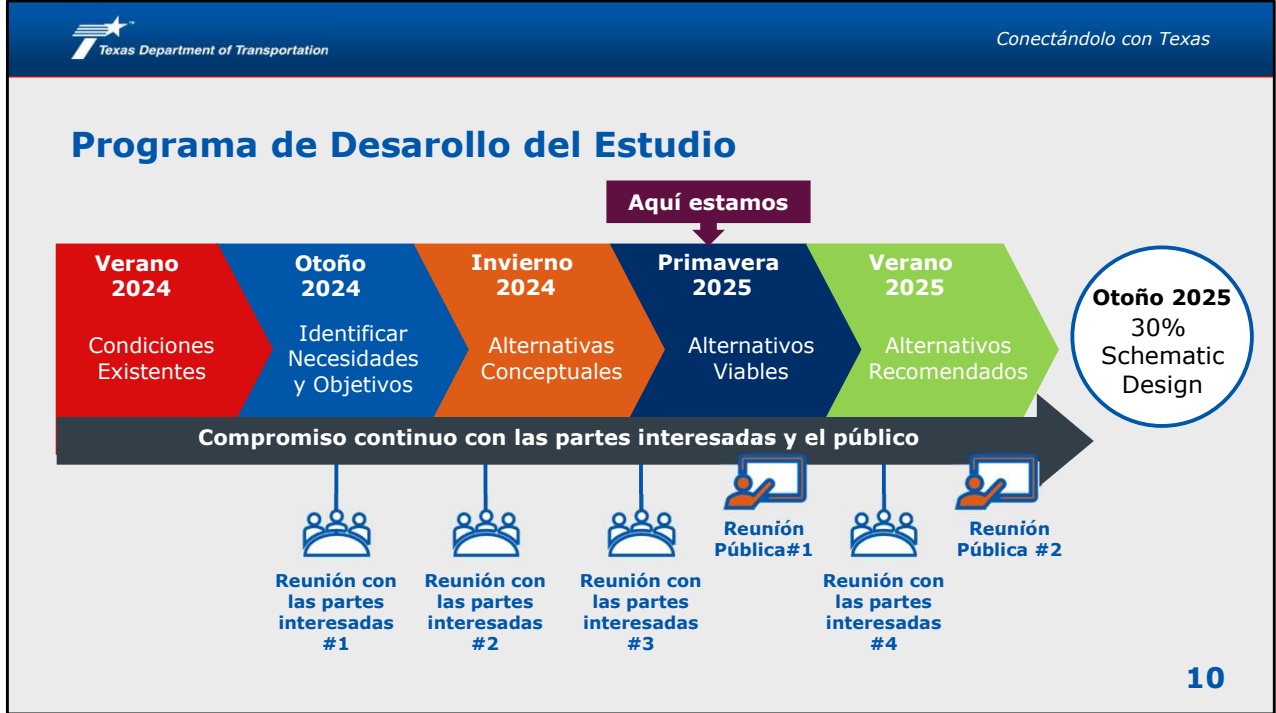 Texas Department of Transportation
Conectándolo con Texas
Programa de Desarollo del Estudio
Aquí estamos
Verano
2024
Condiciones
Existentes
Otoño
2024
Identificar
Necesidades
y Objetivos
Invierno
2024
Alternativas
Conceptuales
Primavera
2025
Alternativos
Viables
Verano
2025
Alternativos
Recomendados
Otoño 2025
30%
Schematic
Design
Compromiso continuo con las partes interesadas y el público
Reunión con
las partes
interesadas
#1
Reunión con
las partes
interesadas
#2
Reunión con
las partes
interesadas
#3
Reunión
Pública#1
Reunión con
las partes
interesadas
#4
Reunión
Pública #2
10